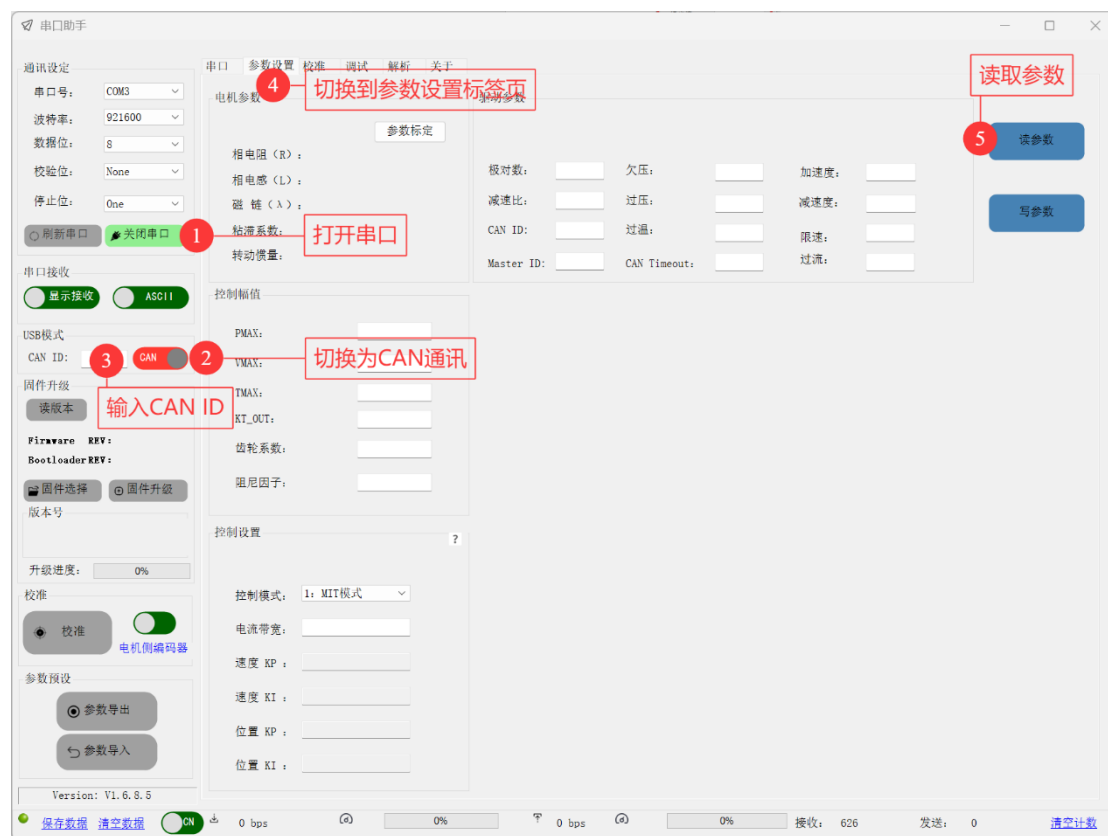 串口助手
通讯设定
串口号：
COM3
波特率：
921600
数据位：
8
校验位：
None
停止位：
One
刷新串口
关闭串口
1
打开串口
串口接收
显示接收
ASCII
USB模式
CAN ID:
3
CAN
2
切换为CAN通讯
输入CAN ID
固件升级
读版本
Firmware REV:
Bootloader REV:
固件选择
固件升级
版本号
升级进度：
0%
校准
校准
电机侧编码器
参数预设
参数导出
参数导入
Version: V1.6.8.5
串口
参数设置
校准
调试
解析
关于
4
切换到参数设置标签页
电机参数
参数标定
相电阻（R）：
相电感（L）：
磁 链（λ）：
粘滞系数：
转动惯量：
驱动参数
极对数：
欠压：
加速度：
减速比：
过压：
减速度：
CAN ID:
过温：
限速：
Master ID:
CAN Timeout:
过流：
读取参数
5
读参数
写参数
控制幅值
PMAX:
VMAX:
TMAX:
KT_OUT:
齿轮系数：
阻尼因子：
控制设置
?
控制模式：
1: MIT模式
电流带宽：
速度 KP ：
速度 KI ：
位置 KP ：
位置 KI ：
保存数据
清空数据
CN
0 bps
0%
0 bps
0%
接收：
626
发送：
0
清空计数